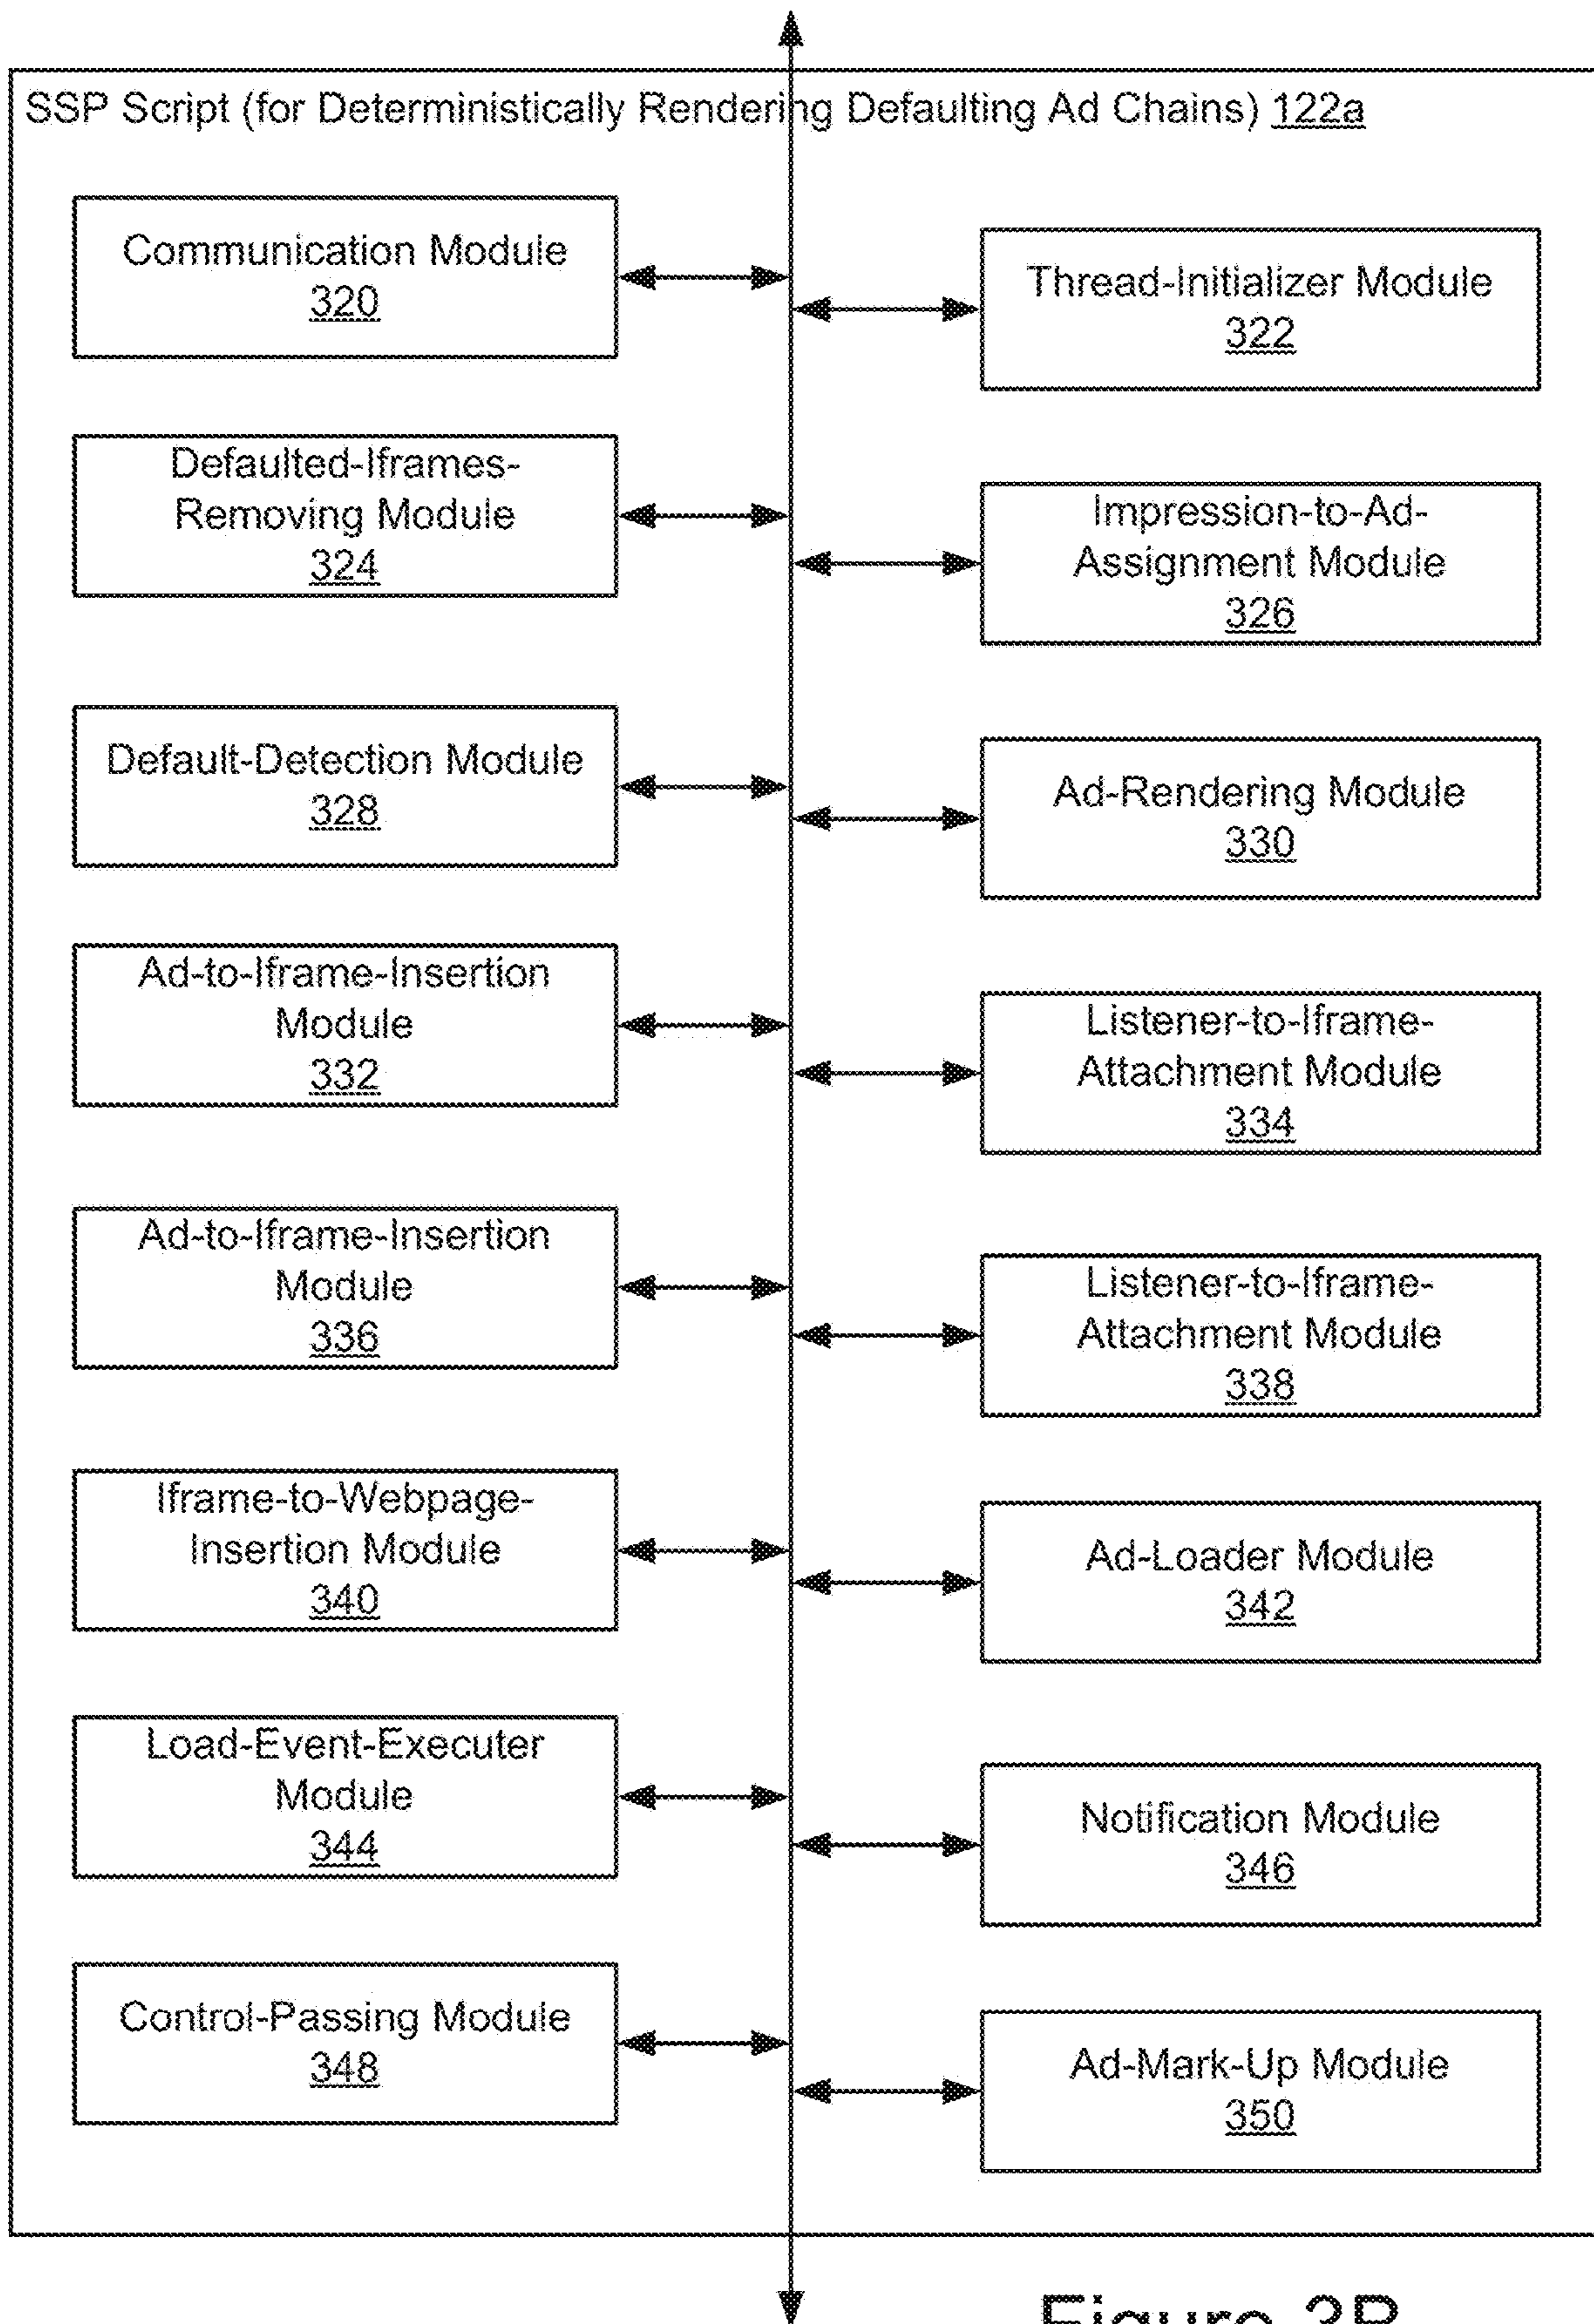 SSP Script (for Deterministically Rendering Defaulting Ad Chains) 122a
Communication Module
320
Thread-Initializer Module
322
Defaulted-Iframes-
Removing Module
324
Impression-to-Ad-
Assignment Module
326
Default-Detection Module
328
Ad-Rendering Module
330
Ad-to-Iframe-Insertion
Module
332
Listener-to-Iframe-
Attachment Module
334
Ad-to-Iframe-Insertion
Module
336
Listener-to-Iframe-
Attachment Module
338
Iframe-to-Webpage-
Insertion Module
340
Ad-Loader Module
342
Load-Event-Executer
Module
344
Notification Module
346
Control-Passing Module
348
Ad-Mark-Up Module
350
Figure 3B